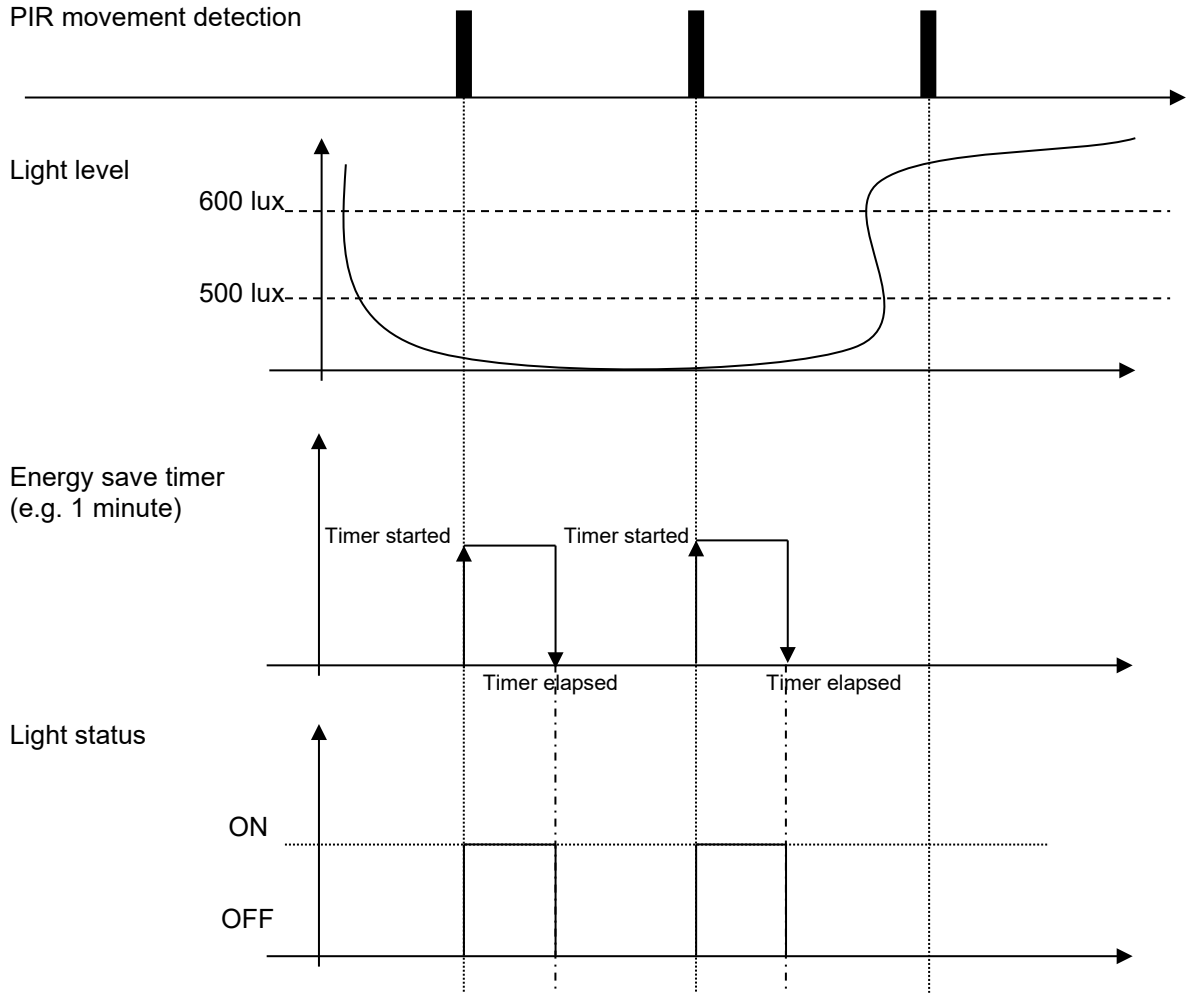 PIR movement detection
Light level
600 lux
500 lux
Energy save timer
(e.g. 1 minute)
Timer started
Timer started
Timer elapsed
Timer elapsed
Light status
ON
OFF